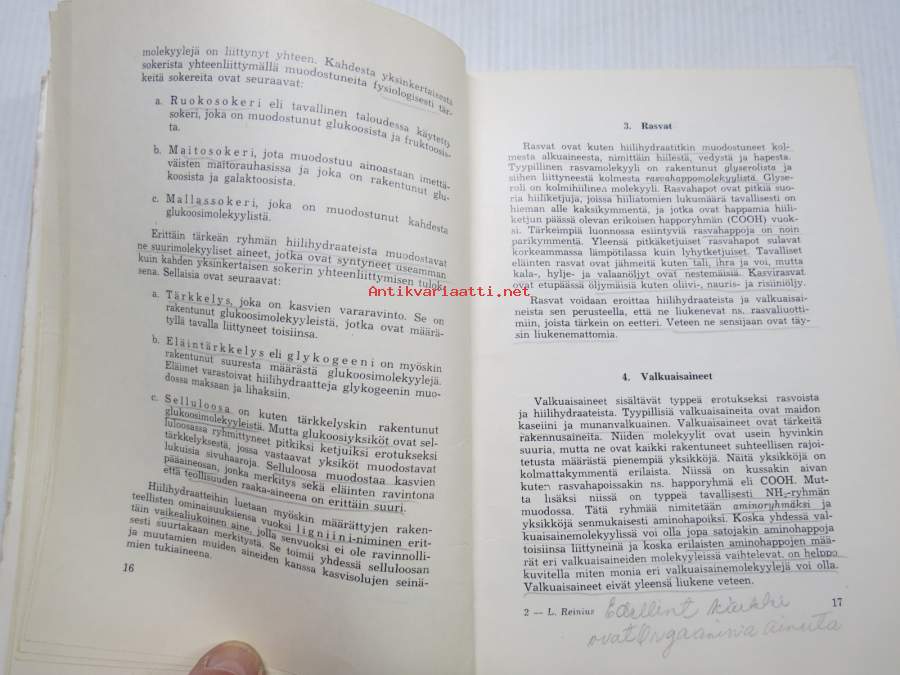 molekyylejä on liittynyt yhteen. Kahdesta yksinkertaisesta
sokerista yhteenliittymällä muodostuneita fysiologisesti tär-
keitä sokereita ovat seuraavat:
a. Ruokosokeri eli tavallinen taloudessa käytetty
sokeri, joka on muodostunut glukoosista ja fruktoosis-
ta.
b. Maitosokeri, jota muodostuu ainoastaan imettä-
väisten maitorauhasissa ja joka on rakentunut glu-
koosista ja galaktoosista.
c. Mallassokeri, joka on muodostunut kahdesta
glukoosimolekyylistä.
Erittäin tärkeän ryhmän hiilihydraateista muodostavat
ne suurimolekyyliset aineet, jotka ovat syntyneet useamman
kuin kahden yksinkertaisen sokerin yhteenliittymisen tulok-
sena. Sellaisia ovat seuraavat:
a. Tärkkelys, joka on kasvien vararavinto. Se on
rakentunut glukoosimolekyyleistä, jotka ovat määrä-
tyllä tavalla liittyneet toisiinsa.
b. Eläintärkkelys eli glykogeeni on myöskin
rakentunut suuresta määrästä glukoosimolekyylejä.
Eläimet varastoivat hiilihydraatteja glykogeenin muo-
dossa maksaan ja lihaksiin.
c. Selluloosa on kuten tärkkelyskin rakentunut
glukoosimolekyyleistä. Mutta glukoosiyksiköt ovat sel-
luloosassa ryhmittyneet pitkiksi ketjuiksi erotukseksi
tärkkelyksestä, jossa vastaavat yksiköt muodostavat
lukuisia sivuhaaroja. Selluloosa muodostaa kasvien
pääaineosan, jonka merkitys sekä eläinten ravintona
että teollisuuden raaka-aineena on erittäin suuri.
Hiilihydraatteihin luetaan myöskin määrättyjen raken-
teellisten ominaisuuksiensa vuoksi ligniini-niminen erit-
täin vaikealiukoinen aine, jolla senvuoksi ei ole ravinnolli-
sesti suurtakaan merkitystä. Se toimii yhdessä selluloosan
ja muutamien muiden aineiden kanssa kasvisolujen seinä-
mien tukiaineena.
16
3. Rasvat
Rasvat ovat kuten hiilihydraatitkin muodostuneet kol-
mesta alkuaineesta, nimittäin hiilestä, vedystä ja hapesta.
Tyypillinen rasvamolekyyli on rakentunut glyserolista ja
siihen liittyneestä kolmesta rasvahappomolekyylistä. Glyse-
roli on kolmihiilinen molekyyli. Rasvahapot ovat pitkiä suo-
ria hiiliketjuja, joissa hiiliatomien lukumäärä tavallisesti on
hieman alle kaksikymmentä, ja jotka ovat happamia hiili-
ketjun päässä olevan erikoisen happoryhmän (COOH) vuok-
si. Tärkeimpiä luonnossa esiintyviä rasvahappoja on noin
parikymmentä. Yleensä pitkäketjuiset rasvahapot sulavat
korkeammassa lämpötilassa kuin lyhytketjuiset. Tavalliset
eläinten rasvat ovat jähmeitä kuten tali, ihra ja voi, mutta
kala-, hylje- ja valaanöljyt ovat nestemäisiä. Kasvirasvat
ovat etupäässä öljymäisiä kuten oliivi-, nauris- ja risiiniöljy.
Antikvariaatti.net
Rasvat voidaan eroittaa hiilihydraateista ja valkuaisai-
neista sen perusteella, että ne liukenevat ns. rasvaliuotti-
miin, joista tärkein on eetteri. Veteen ne sensijaan ovat täy-
sin liukenemattomia.
4. Valkuaisaineet
Valkuaisaineet sisältävät typpeä erotukseksi rasvoista
ja hiilihydraateista. Tyypillisiä valkuaisaineita ovat maidon
kaseiini ja munanvalkuainen. Valkuaisaineet ovat tärkeitä
rakennusaineita. Niiden molekyylit ovat usein hyvinkin
suuria, mutta ne ovat kaikki rakentuneet suhteellisen rajoi-
tetusta määrästä pienempiä yksikköjä. Näitä yksikköjä on
kolmattakymmentä erilaista. Niissä on kussakin aivan
kuten rasvahapoissakin ns. happoryhmä eli COOH. Mut-
ta lisäksi niissä on typpeä tavallisesti NH₂-ryhmän
muodossa. Tätä ryhmää nimitetään aminoryhmäksi ja
yksikköjä senmukaisesti aminohapoiksi. Koska yhdessä val-
kuaisainemolekyylissä voi olla jopa satojakin aminohappoja
toisiinsa liittyneinä ja koska erilaisten aminohappojen mää-
rät eri valkuaisaineiden molekyyleissä vaihtelevat, on helppo
kuvitella miten monia eri valkuaisainemolekyylejä voi olla.
Valkuaisaineet eivät yleensä liukene veteen.
2 — L. Reinius
17
Edellint kaikki
ovat Orgaanisia aineita